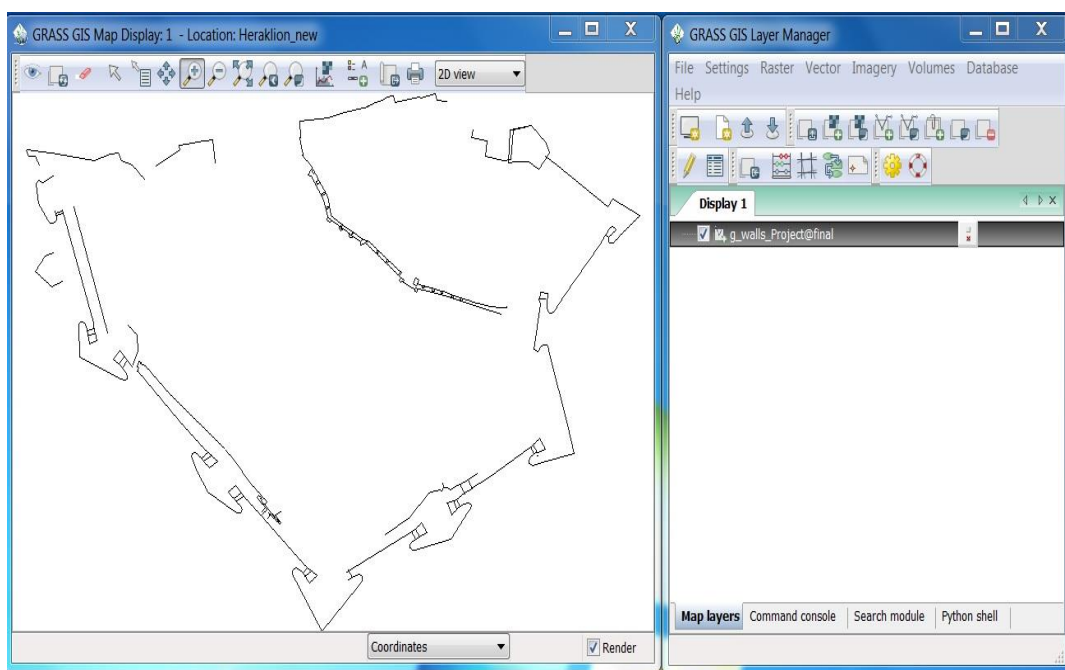 GRASS GIS Map Display: 1 - Location: Heraklion_new
2D view
Coordinates
Render
GRASS GIS Layer Manager
File Settings Raster Vector Imagery Volumes Database
Help
Display 1
g_walls_Project@final
Map layers Command console Search module Python shell